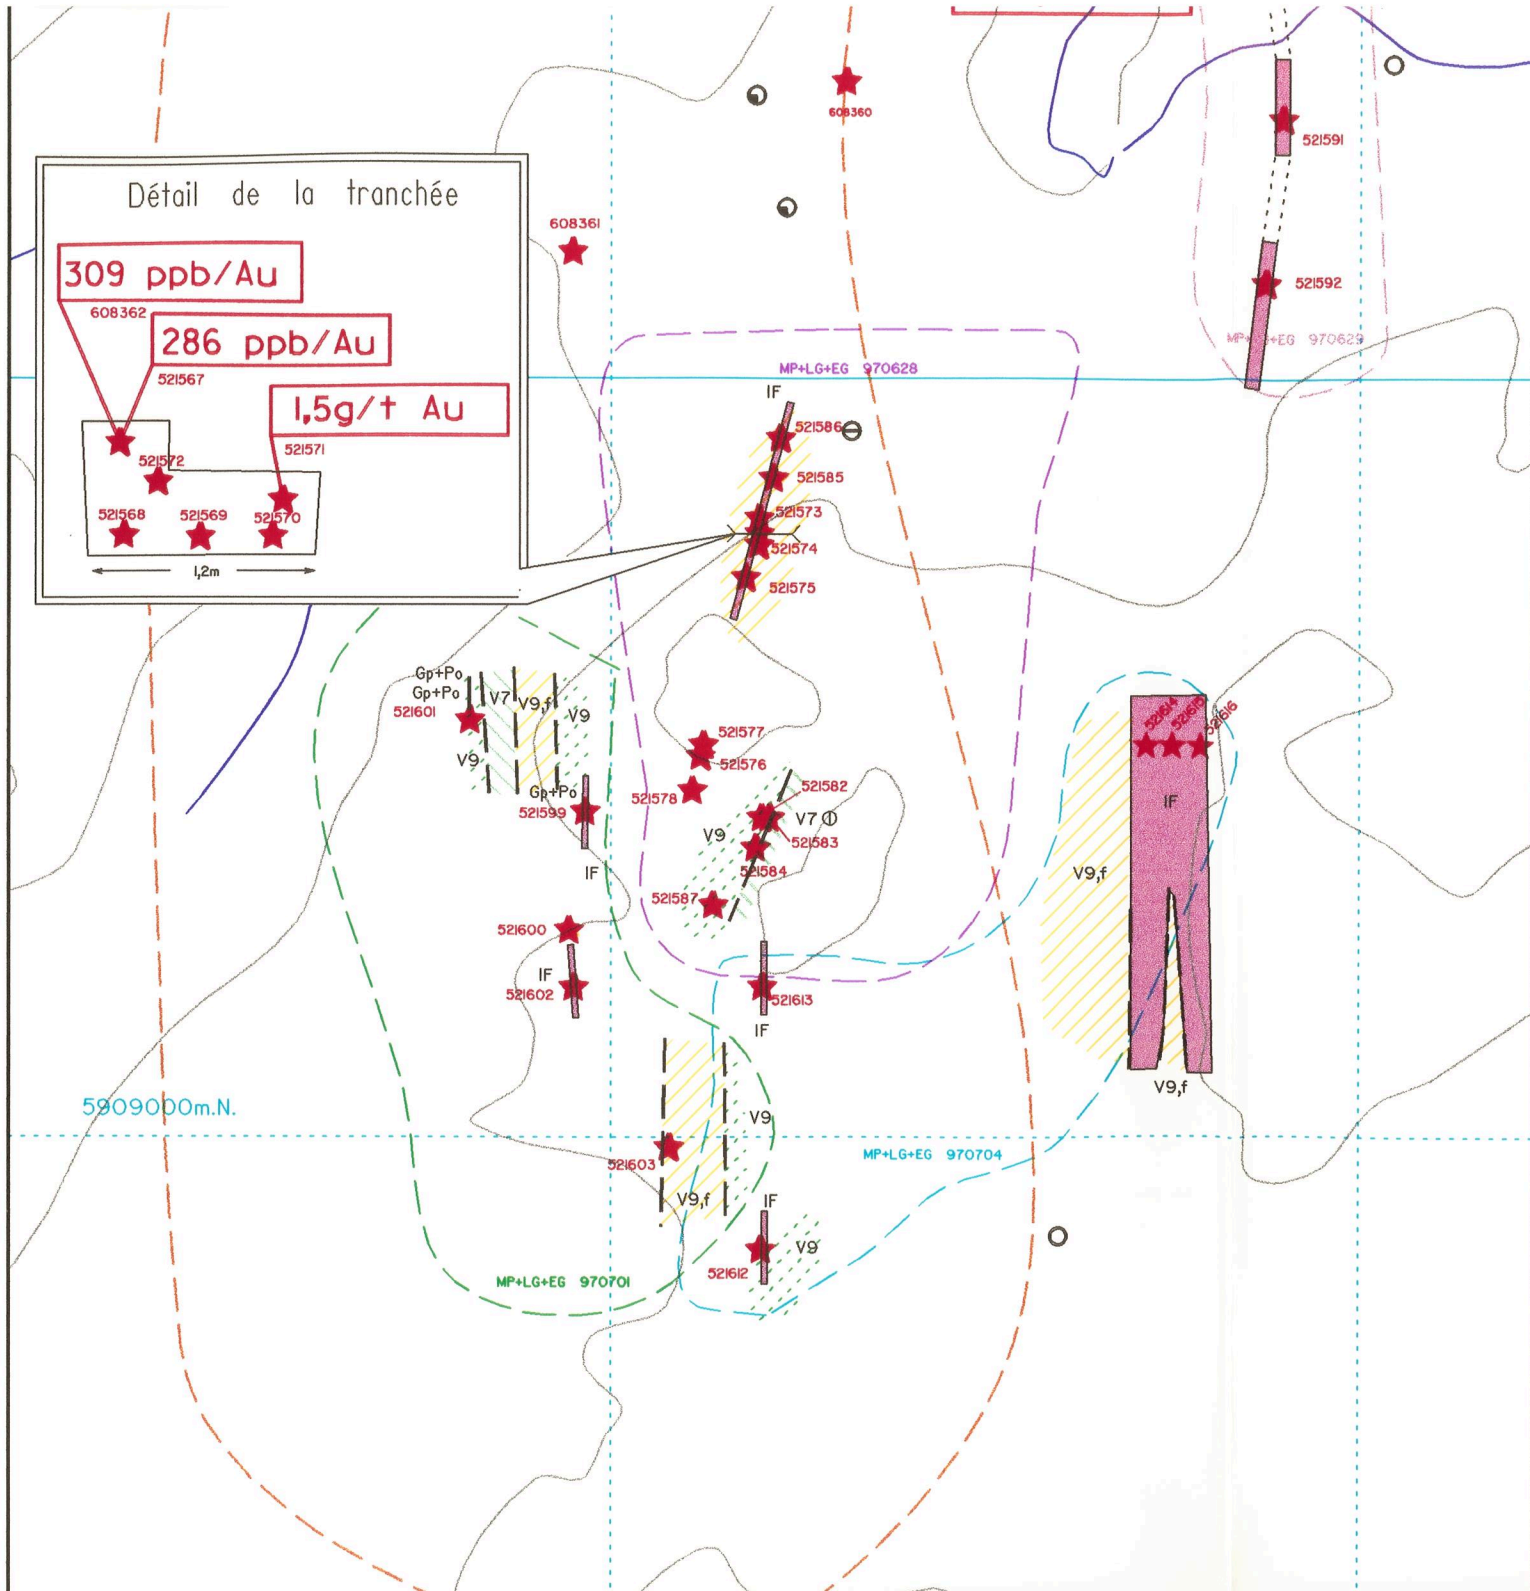 608360
521591
Détail de la tranchée
608361
309 ppb/Au
608362
286 ppb/Au
521567
1,5g/t Au
521571
521572
521568
521569
521570
1,2m
521592
MP+LG+EG 970629
MP+LG+EG 970628
IF
521586
521585
521573
521574
521575
Gp+Po
Gp+Po
521601
V7
V9,f
V9
V9
Gp+Po
521599
IF
521577
521576
521578
521582
V7
V9
521583
521584
521587
521614
521615
521616
IF
V9,f
V9,f
521600
IF
521602
521613
IF
5909000m.N.
V9
521603
V9,f
MP+LG+EG 970704
IF
V9
521612
MP+LG+EG 970701